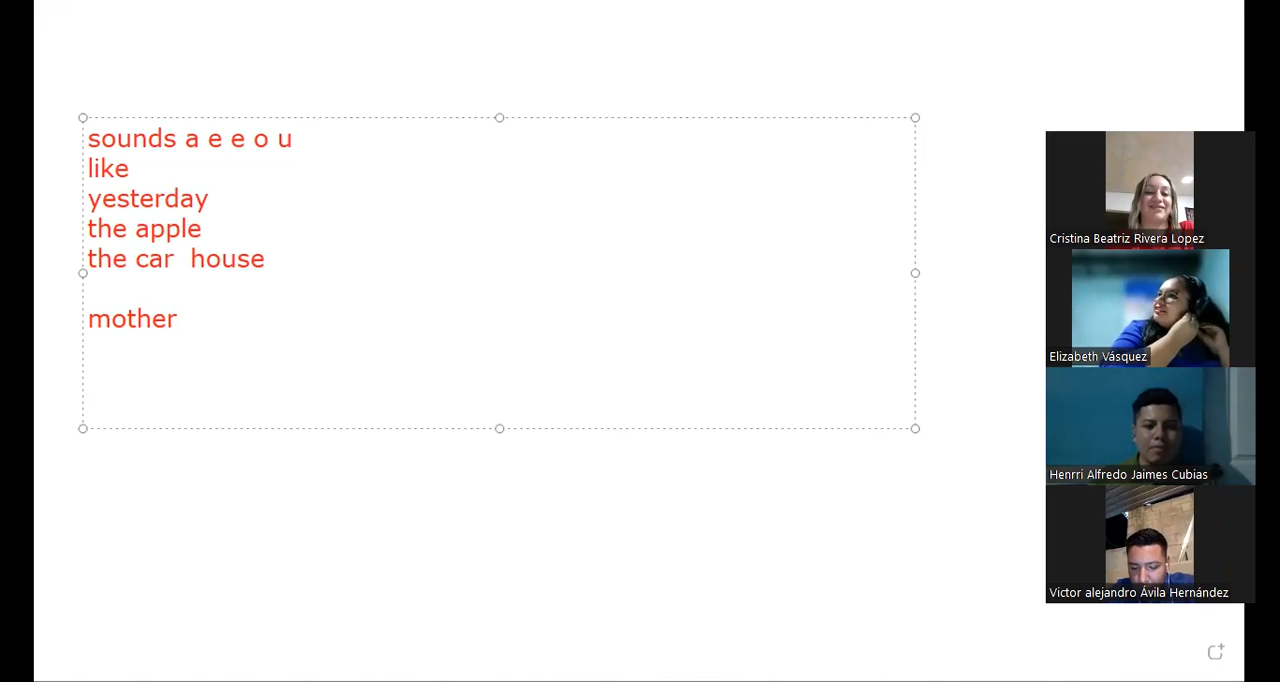 sounds a e e o u
like
yesterday
the apple
the car  house
mother
Cristina Beatriz Rivera Lopez
Elizabeth Vásquez
Henrri Alfredo Jaimes Cubias
Victor alejandro Ávila Hernández